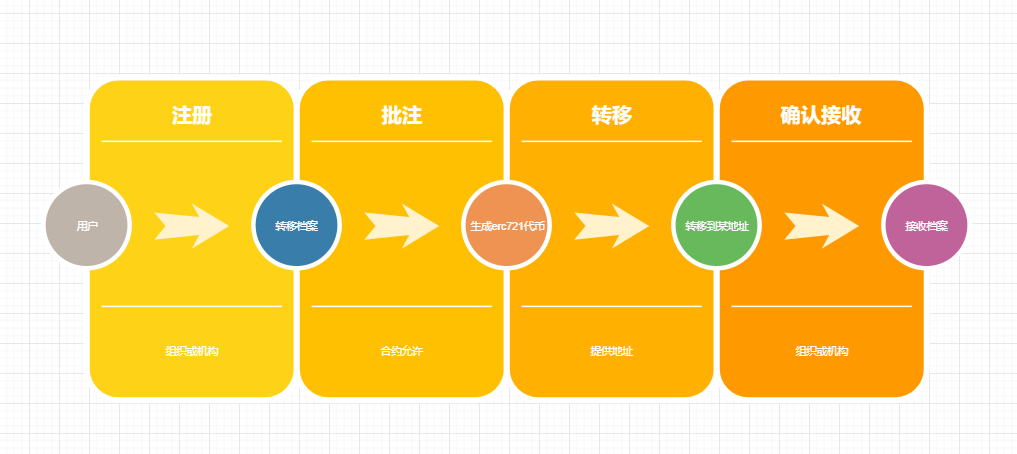 注册
批注
转移
确认接收
用户
转移档案
生成erc721代币
转移到某地址
接收档案
组织或机构
合约允许
提供地址
组织或机构